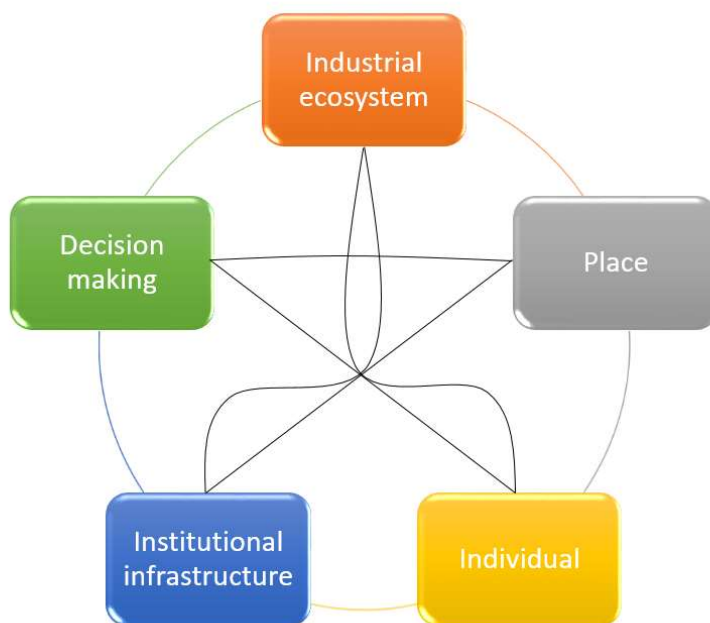 Industrial
ecosystem
Decision
making
Place
Institutional
infrastructure
Individual